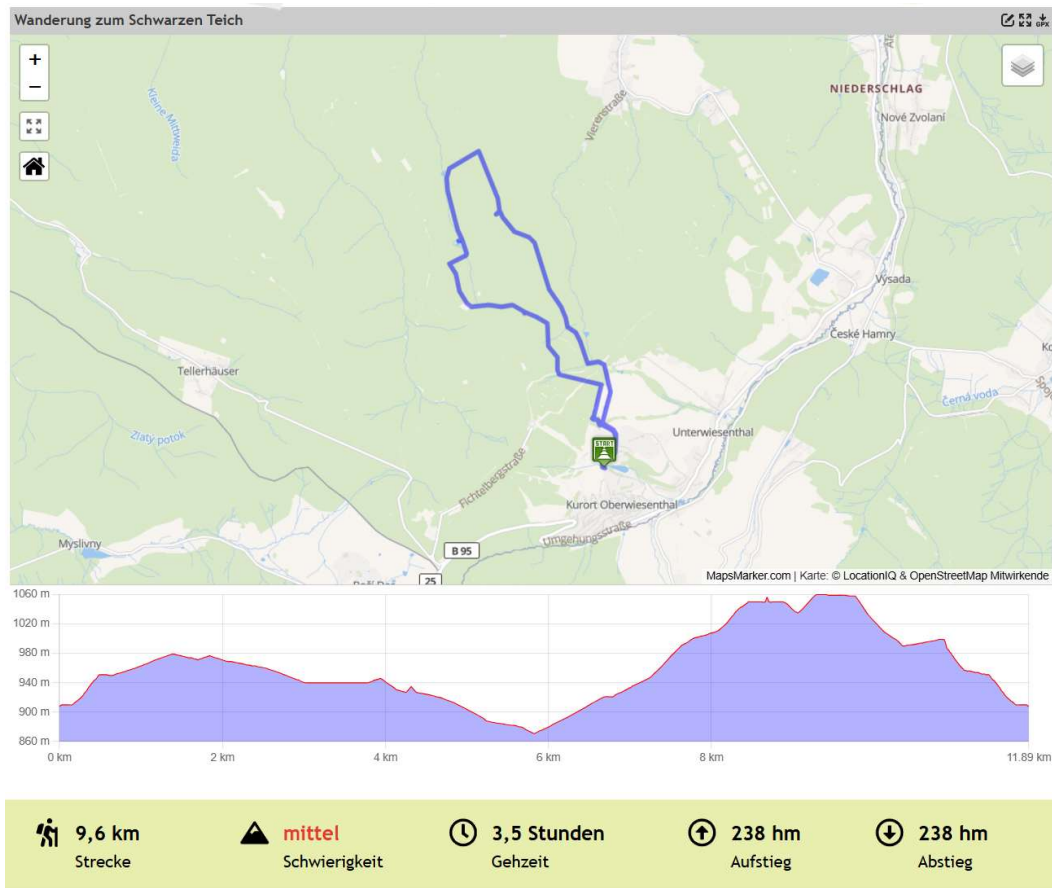 Wanderung zum Schwarzen Teich
GPX
+
−
Kleine Mittweida
Vierenstraße
NIEDERSCHLAG
Nové Zvolaní
Vysada
České Hamry
Černá voda
Tellerhäuser
Zlatý potok
Unterwiesenthal
START
Fichtelbergstraße
Kurort Oberwiesenthal
Umgehungsstraße
Myslivny
B 95
25
MapsMarker.com | Karte: © LocationIQ & OpenStreetMap Mitwirkende
1060 m
1020 m
980 m
940 m
900 m
860 m
0 km 2 km 4 km 6 km 8 km 11.89 km
9,6 km mittel 3,5 Stunden 238 hm 238 hm
Strecke Schwierigkeit Gehzeit Aufstieg Abstieg